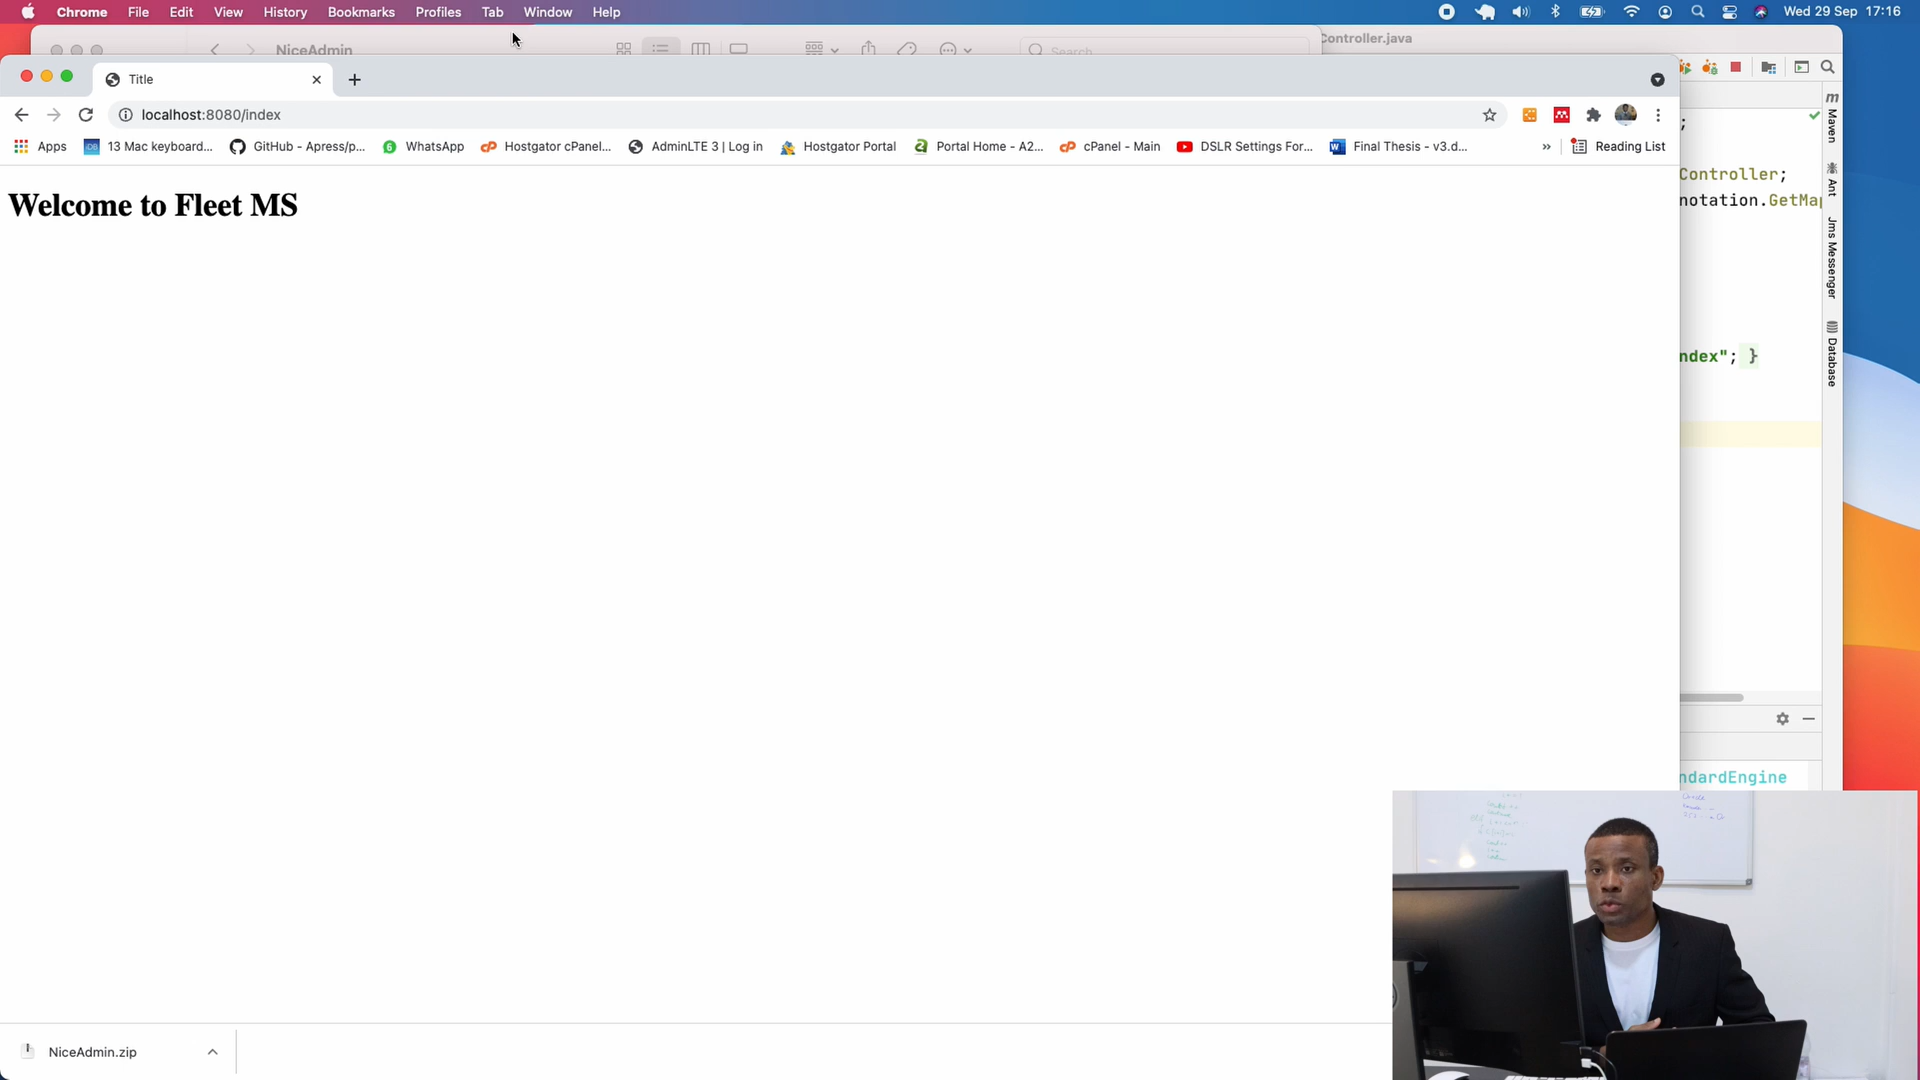 Chrome File Edit View History Bookmarks Profiles Tab Window Help Wed 29 Sep 17:16
NiceAdmin Search Controller.java
Title
localhost:8080/index
Apps 13 Mac keyboard... GitHub - Apress/p... WhatsApp Hostgator cPanel... AdminLTE 3 | Log in Hostgator Portal Portal Home - A2... cPanel - Main DSLR Settings For... Final Thesis - v3.d... » Reading List
Welcome to Fleet MS
;
Controller;
notation.GetMap
ndex"; }
ndardEngine
m Maven
Ant
Jms Messenger
Database
NiceAdmin.zip